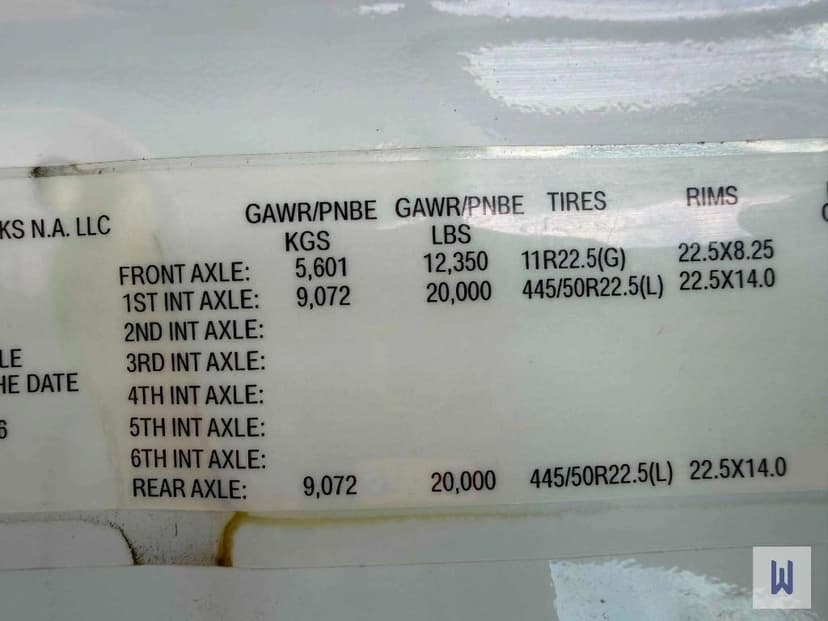 KS N.A. LLC
GAWR/PNBE GAWR/PNBE TIRES RIMS
KGS LBS
FRONT AXLE: 5,601 12,350 11R22.5(G) 22.5X8.25
1ST INT AXLE: 9,072 20,000 445/50R22.5(L) 22.5X14.0
2ND INT AXLE:
LE 3RD INT AXLE:
HE DATE 4TH INT AXLE:
6 5TH INT AXLE:
6TH INT AXLE:
REAR AXLE: 9,072 20,000 445/50R22.5(L) 22.5X14.0
W